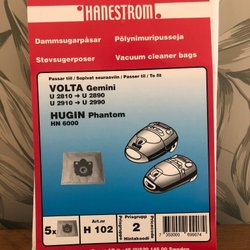 HANESTROM
Dammsugarpåsar
Pölynimuripusseja
Støvsugerposer
Vacuum cleaner bags
Passar till / Sopivat seuraaviin / Passer til / To fit
VOLTA Gemini
U 2810 → U 2890
U 2910 → U 2990
HUGIN Phantom
HN 6000
5x
Art.nr
H 102
Prisgrupp
2
Hintakoodi